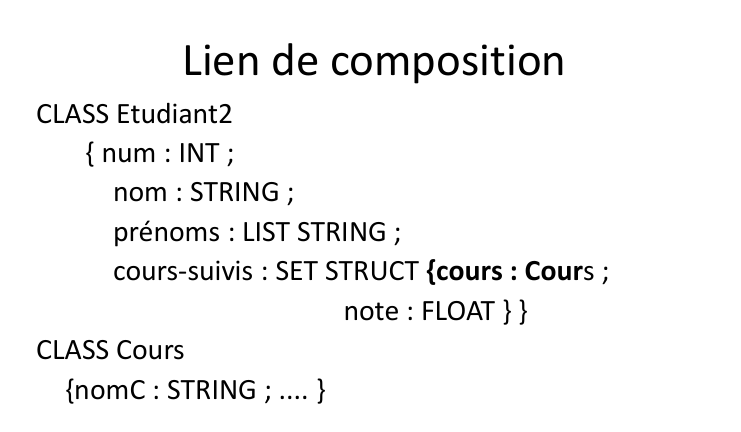 Lien de composition
CLASS Etudiant2
{ num : INT ;
nom : STRING ;
prénoms : LIST STRING ;
cours-suivis : SET STRUCT {cours : Cours ;
note : FLOAT } }
CLASS Cours
{nomC : STRING ; .... }